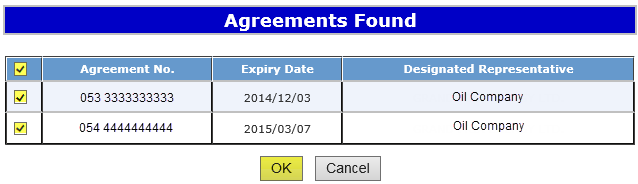 Agreements Found
Agreement No. Expiry Date Designated Representative
053 3333333333 2014/12/03 Oil Company
054 4444444444 2015/03/07 Oil Company
OK Cancel